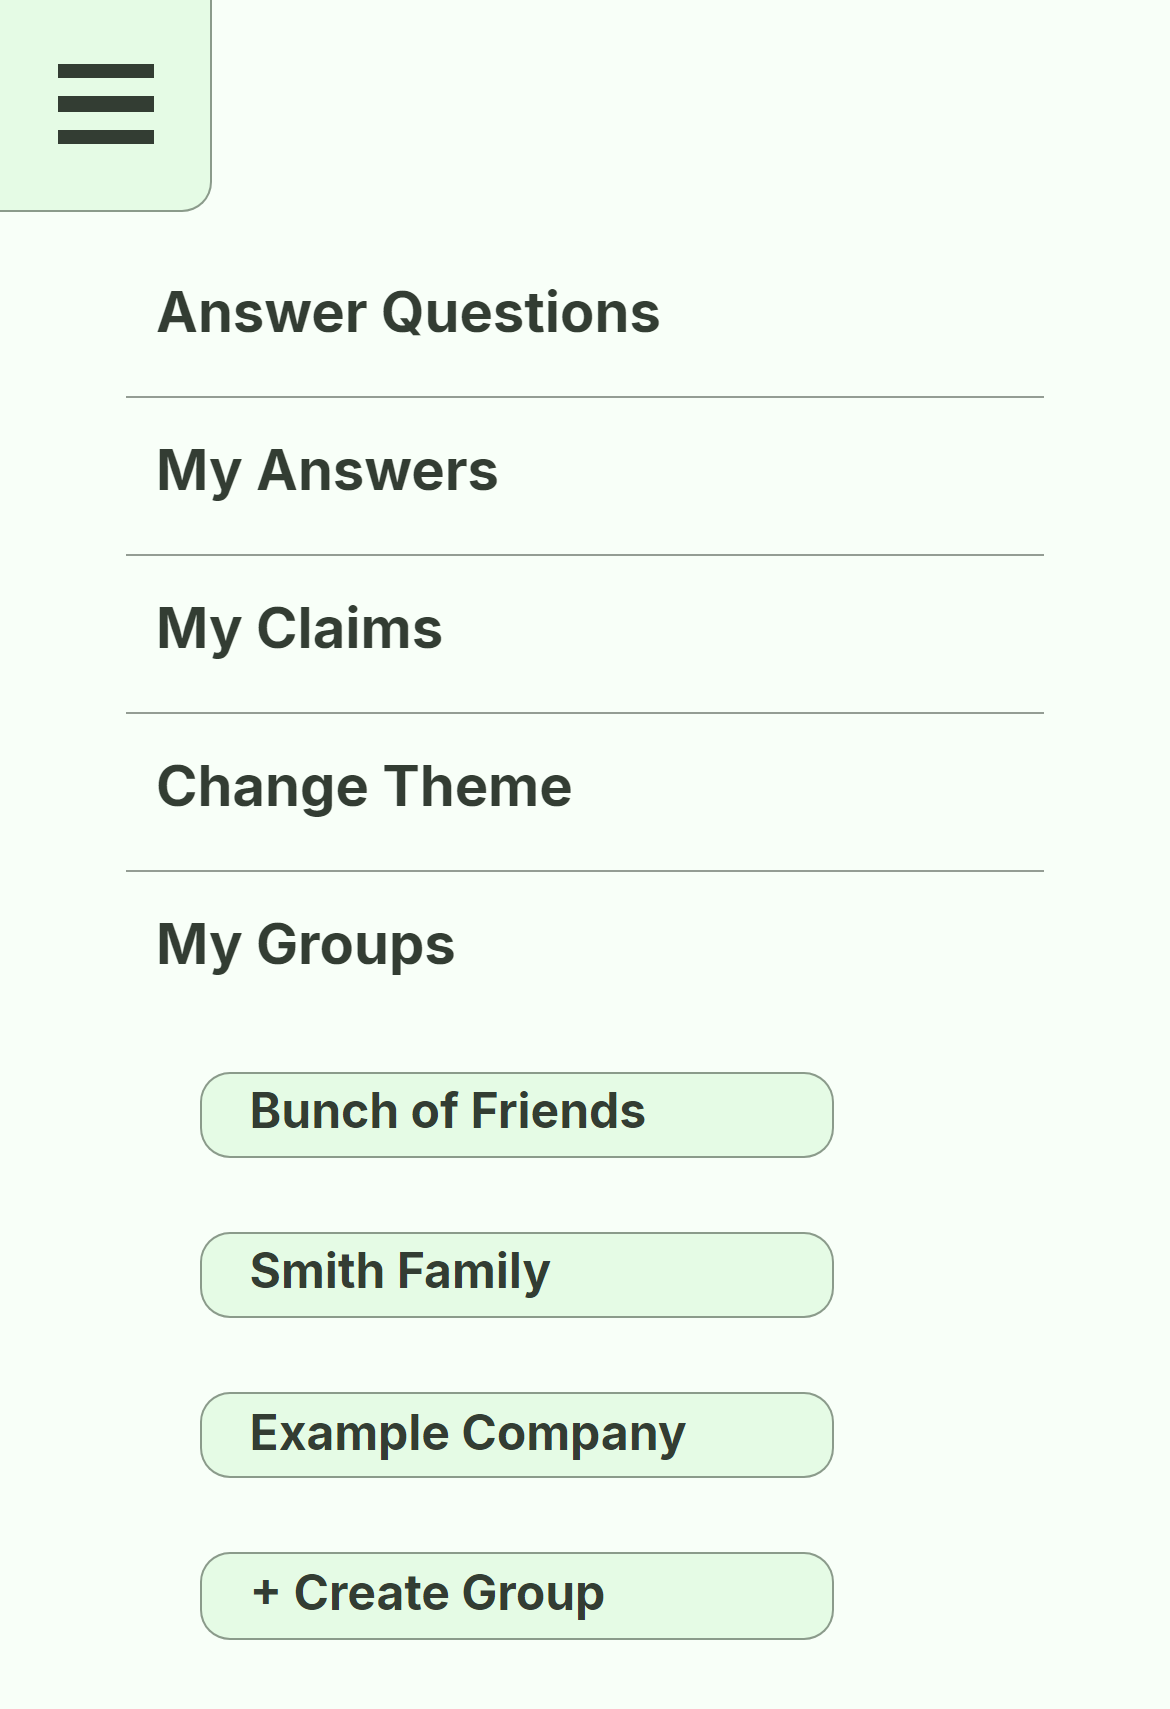 Answer Questions
My Answers
My Claims
Change Theme
My Groups
Bunch of Friends
Smith Family
Example Company
+ Create Group